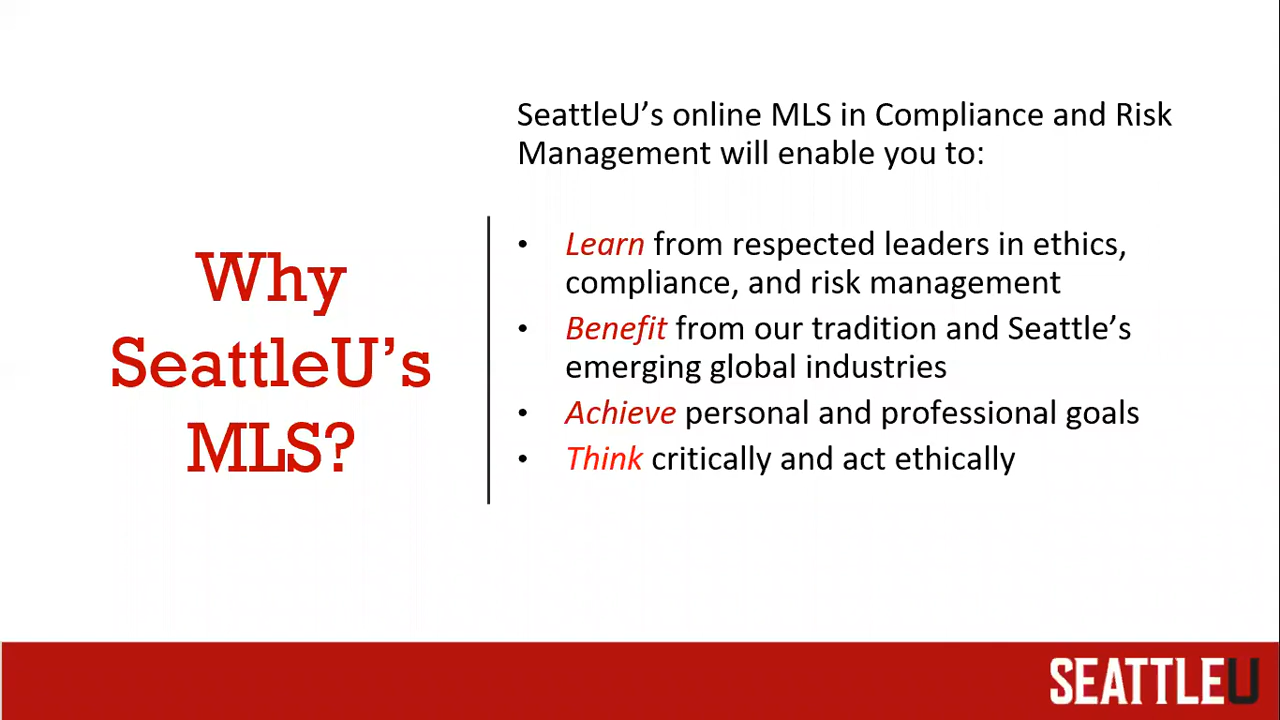 Why
SeattleU’s
MLS?
SeattleU’s online MLS in Compliance and Risk
Management will enable you to:
• Learn from respected leaders in ethics,
compliance, and risk management
• Benefit from our tradition and Seattle’s
emerging global industries
• Achieve personal and professional goals
• Think critically and act ethically
SEATTLEU